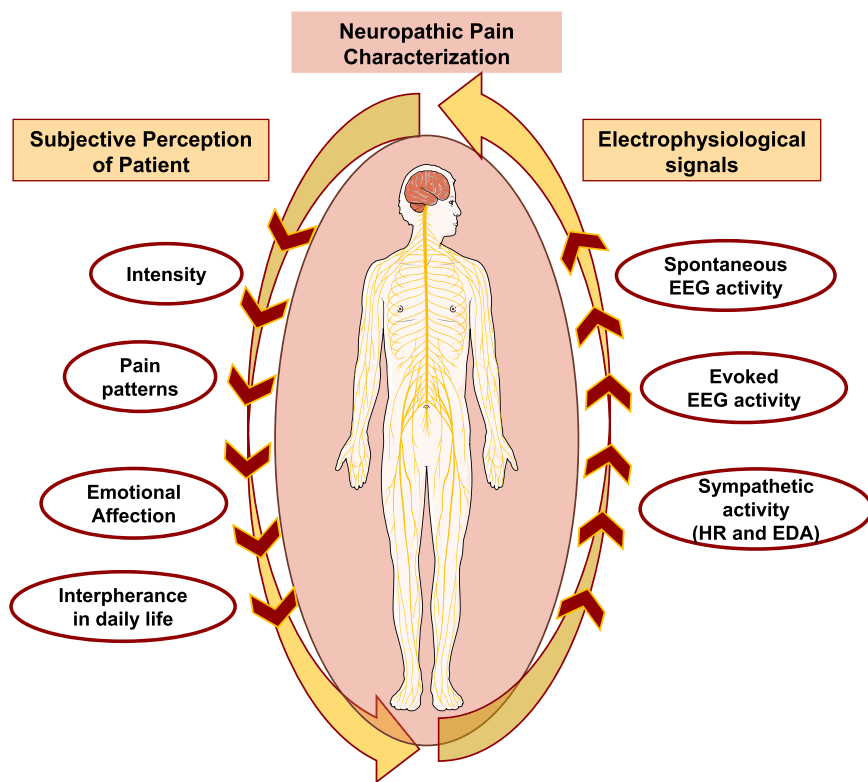 Neuropathic Pain
Characterization
Subjective Perception
of Patient
Electrophysiological
signals
Intensity
Pain
patterns
Emotional
Affection
Interpherance
in daily life
Spontaneous
EEG activity
Evoked
EEG activity
Sympathetic
activity
(HR and EDA)